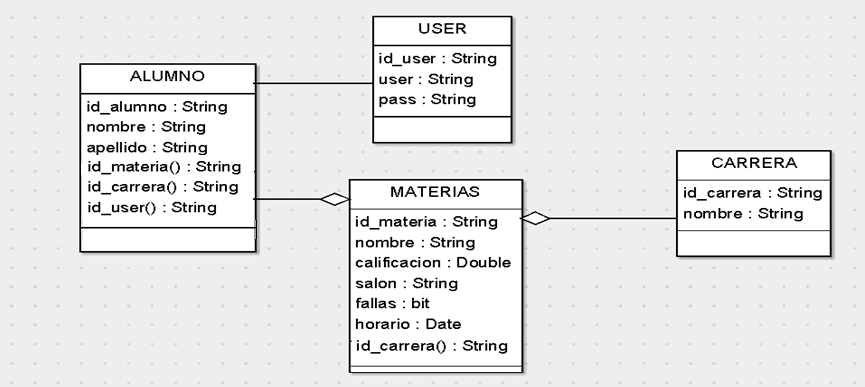 USER
id_user : String
user : String
pass : String
ALUMNO
id_alumno : String
nombre : String
apellido : String
id_materia() : String
id_carrera() : String
id_user() : String
MATERIAS
id_materia : String
nombre : String
calificacion : Double
salon : String
fallas : bit
horario : Date
id_carrera() : String
CARRERA
id_carrera : String
nombre : String